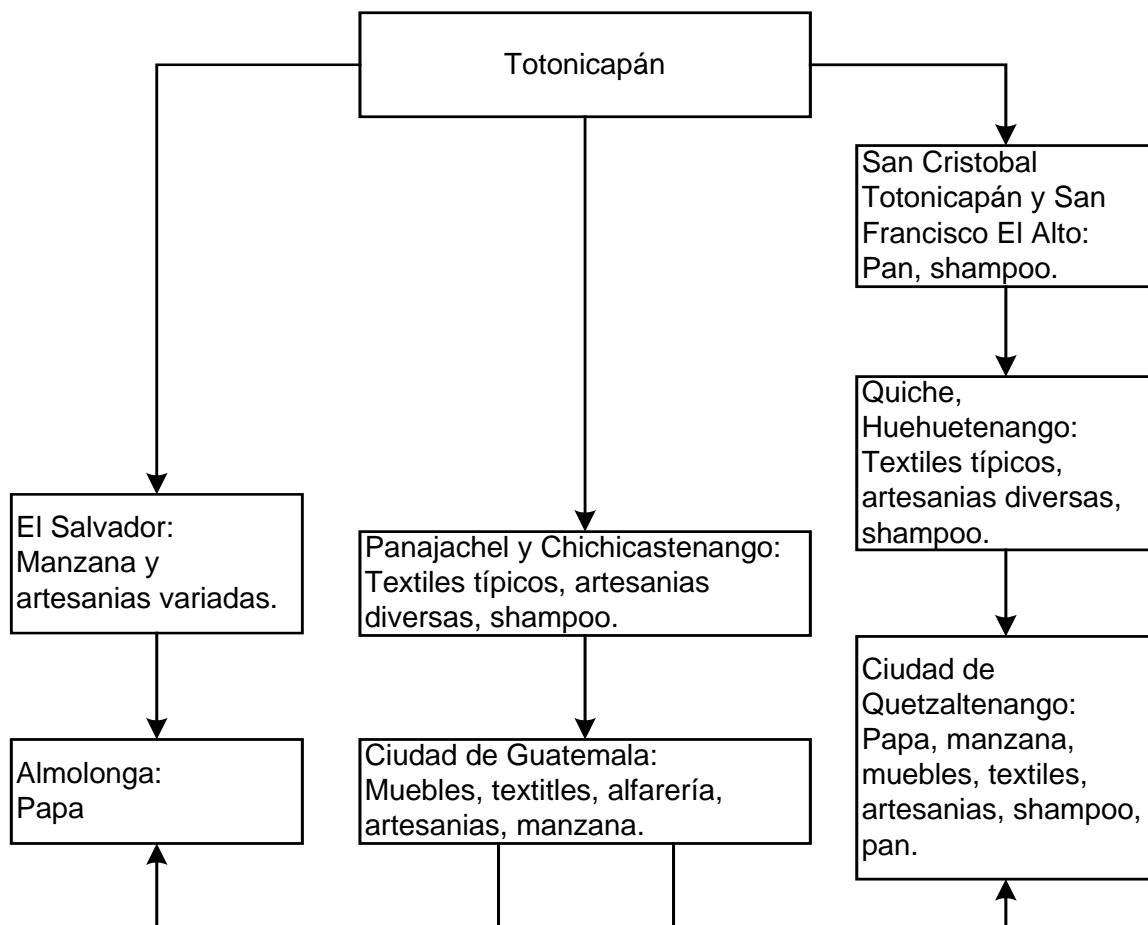 Totonicapán
San Cristobal
Totonicapán y San
Francisco El Alto:
Pan, shampoo.
Quiche,
Huehuetenango:
Textiles típicos,
artesanias diversas,
shampoo.
El Salvador:
Manzana y
artesanias variadas.
Panajachel y Chichicastenango:
Textiles típicos, artesanias
diversas, shampoo.
Ciudad de
Quetzaltenango:
Papa, manzana,
muebles, textiles,
artesanias, shampoo,
pan.
Almolonga:
Papa
Ciudad de Guatemala:
Muebles, textitles, alfarería,
artesanias, manzana.